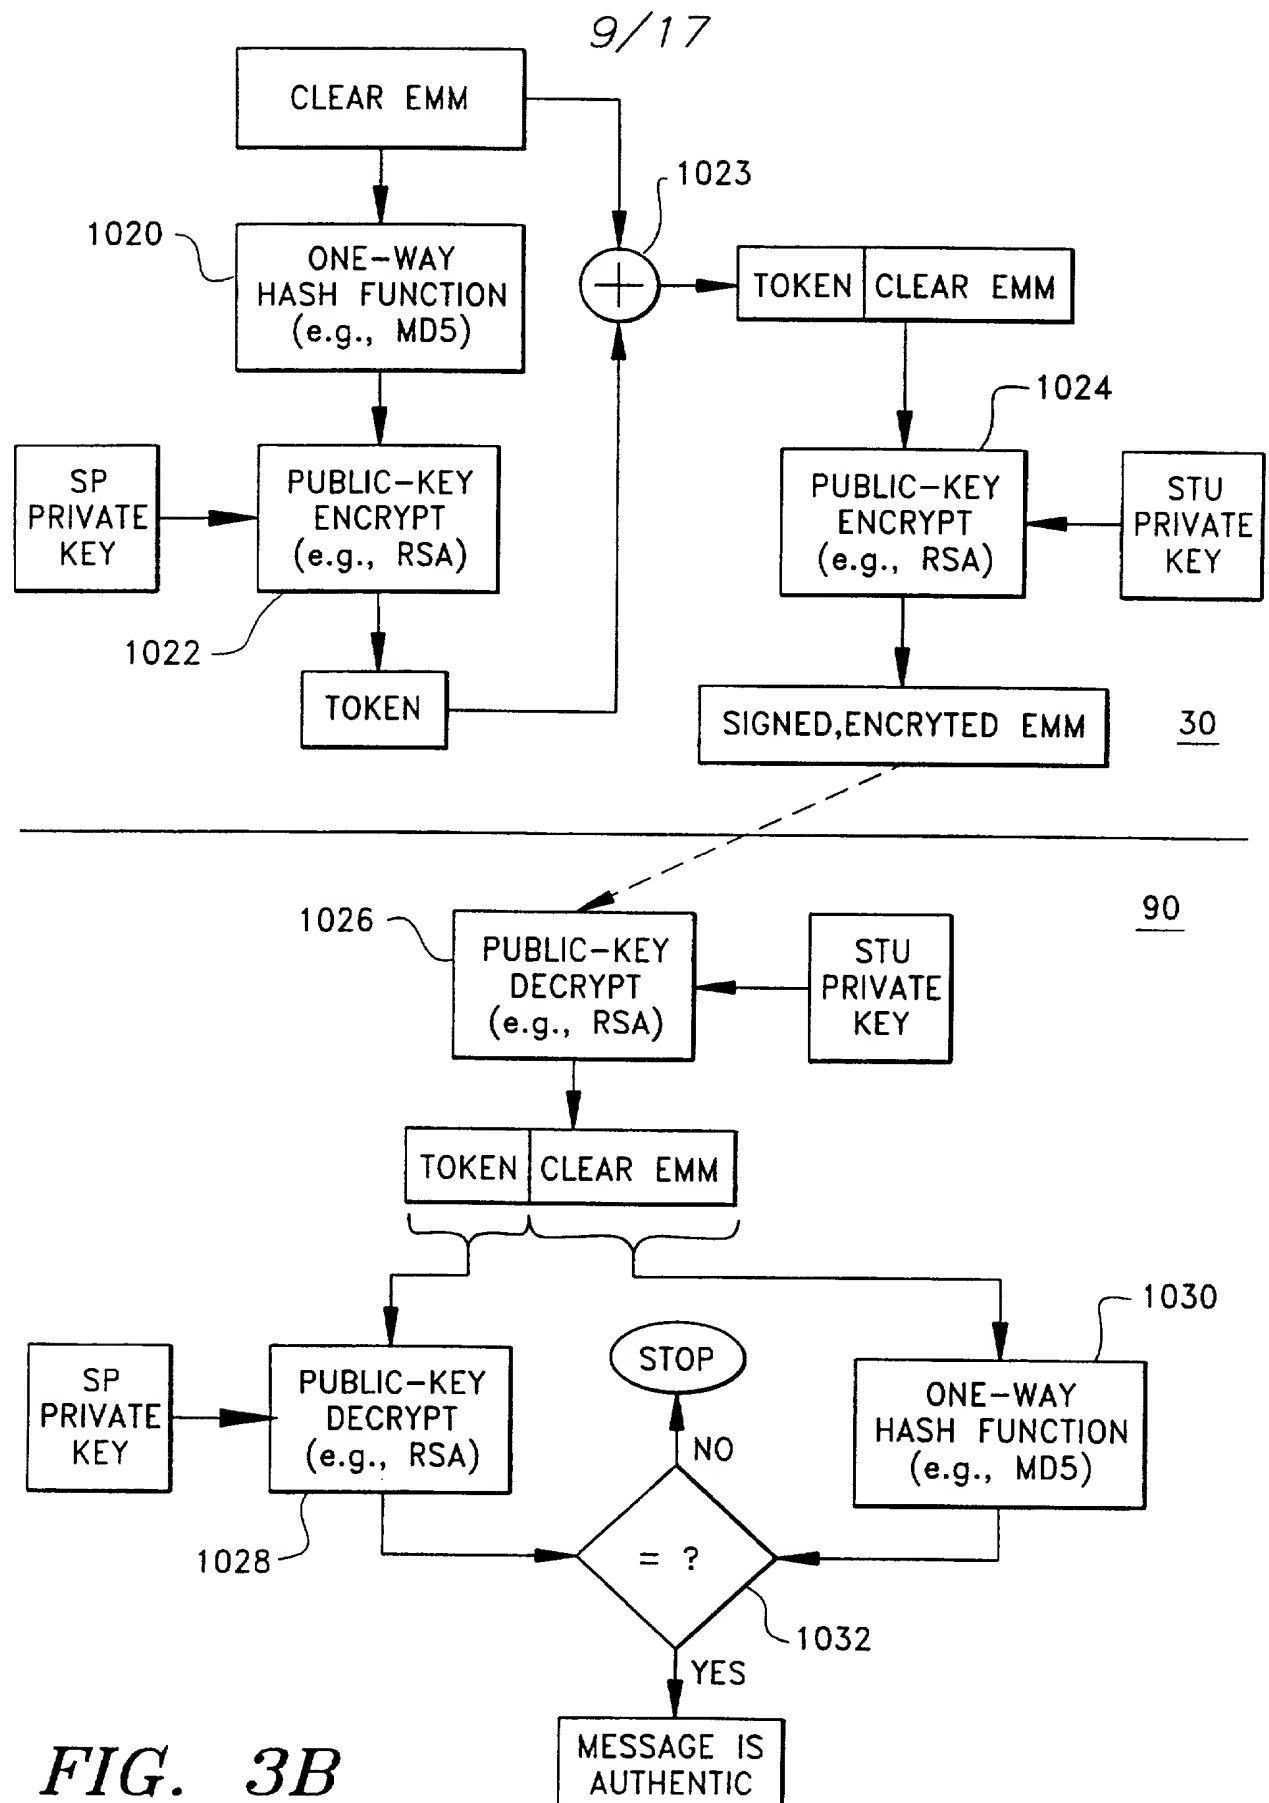 9/17
CLEAR EMM
1023
1020
ONE-WAY
HASH FUNCTION
(e.g., MD5)
TOKEN
CLEAR EMM
1024
SP
PRIVATE
KEY
PUBLIC-KEY
ENCRYPT
(e.g., RSA)
PUBLIC-KEY
ENCRYPT
(e.g., RSA)
STU
PRIVATE
KEY
1022
TOKEN
SIGNED,ENCRYTED EMM
30
90
1026
PUBLIC-KEY
DECRYPT
(e.g., RSA)
STU
PRIVATE
KEY
TOKEN
CLEAR EMM
1030
SP
PRIVATE
KEY
PUBLIC-KEY
DECRYPT
(e.g., RSA)
STOP
NO
ONE-WAY
HASH FUNCTION
(e.g., MD5)
1028
= ?
1032
YES
MESSAGE IS
AUTHENTIC
FIG. 3B